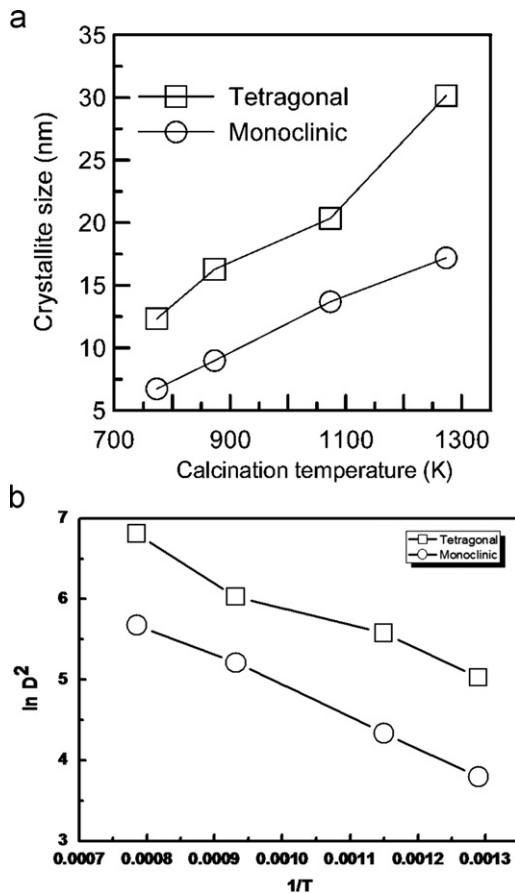 a
35
30
25
20
15
10
5
Crystallite size (nm)
Tetragonal
Monoclinic
700 900 1100 1300
Calcination temperature (K)
b
7
6
5
4
3
ln D²
Tetragonal
Monoclinic
0.0007 0.0008 0.0009 0.0010 0.0011 0.0012 0.0013
1/T